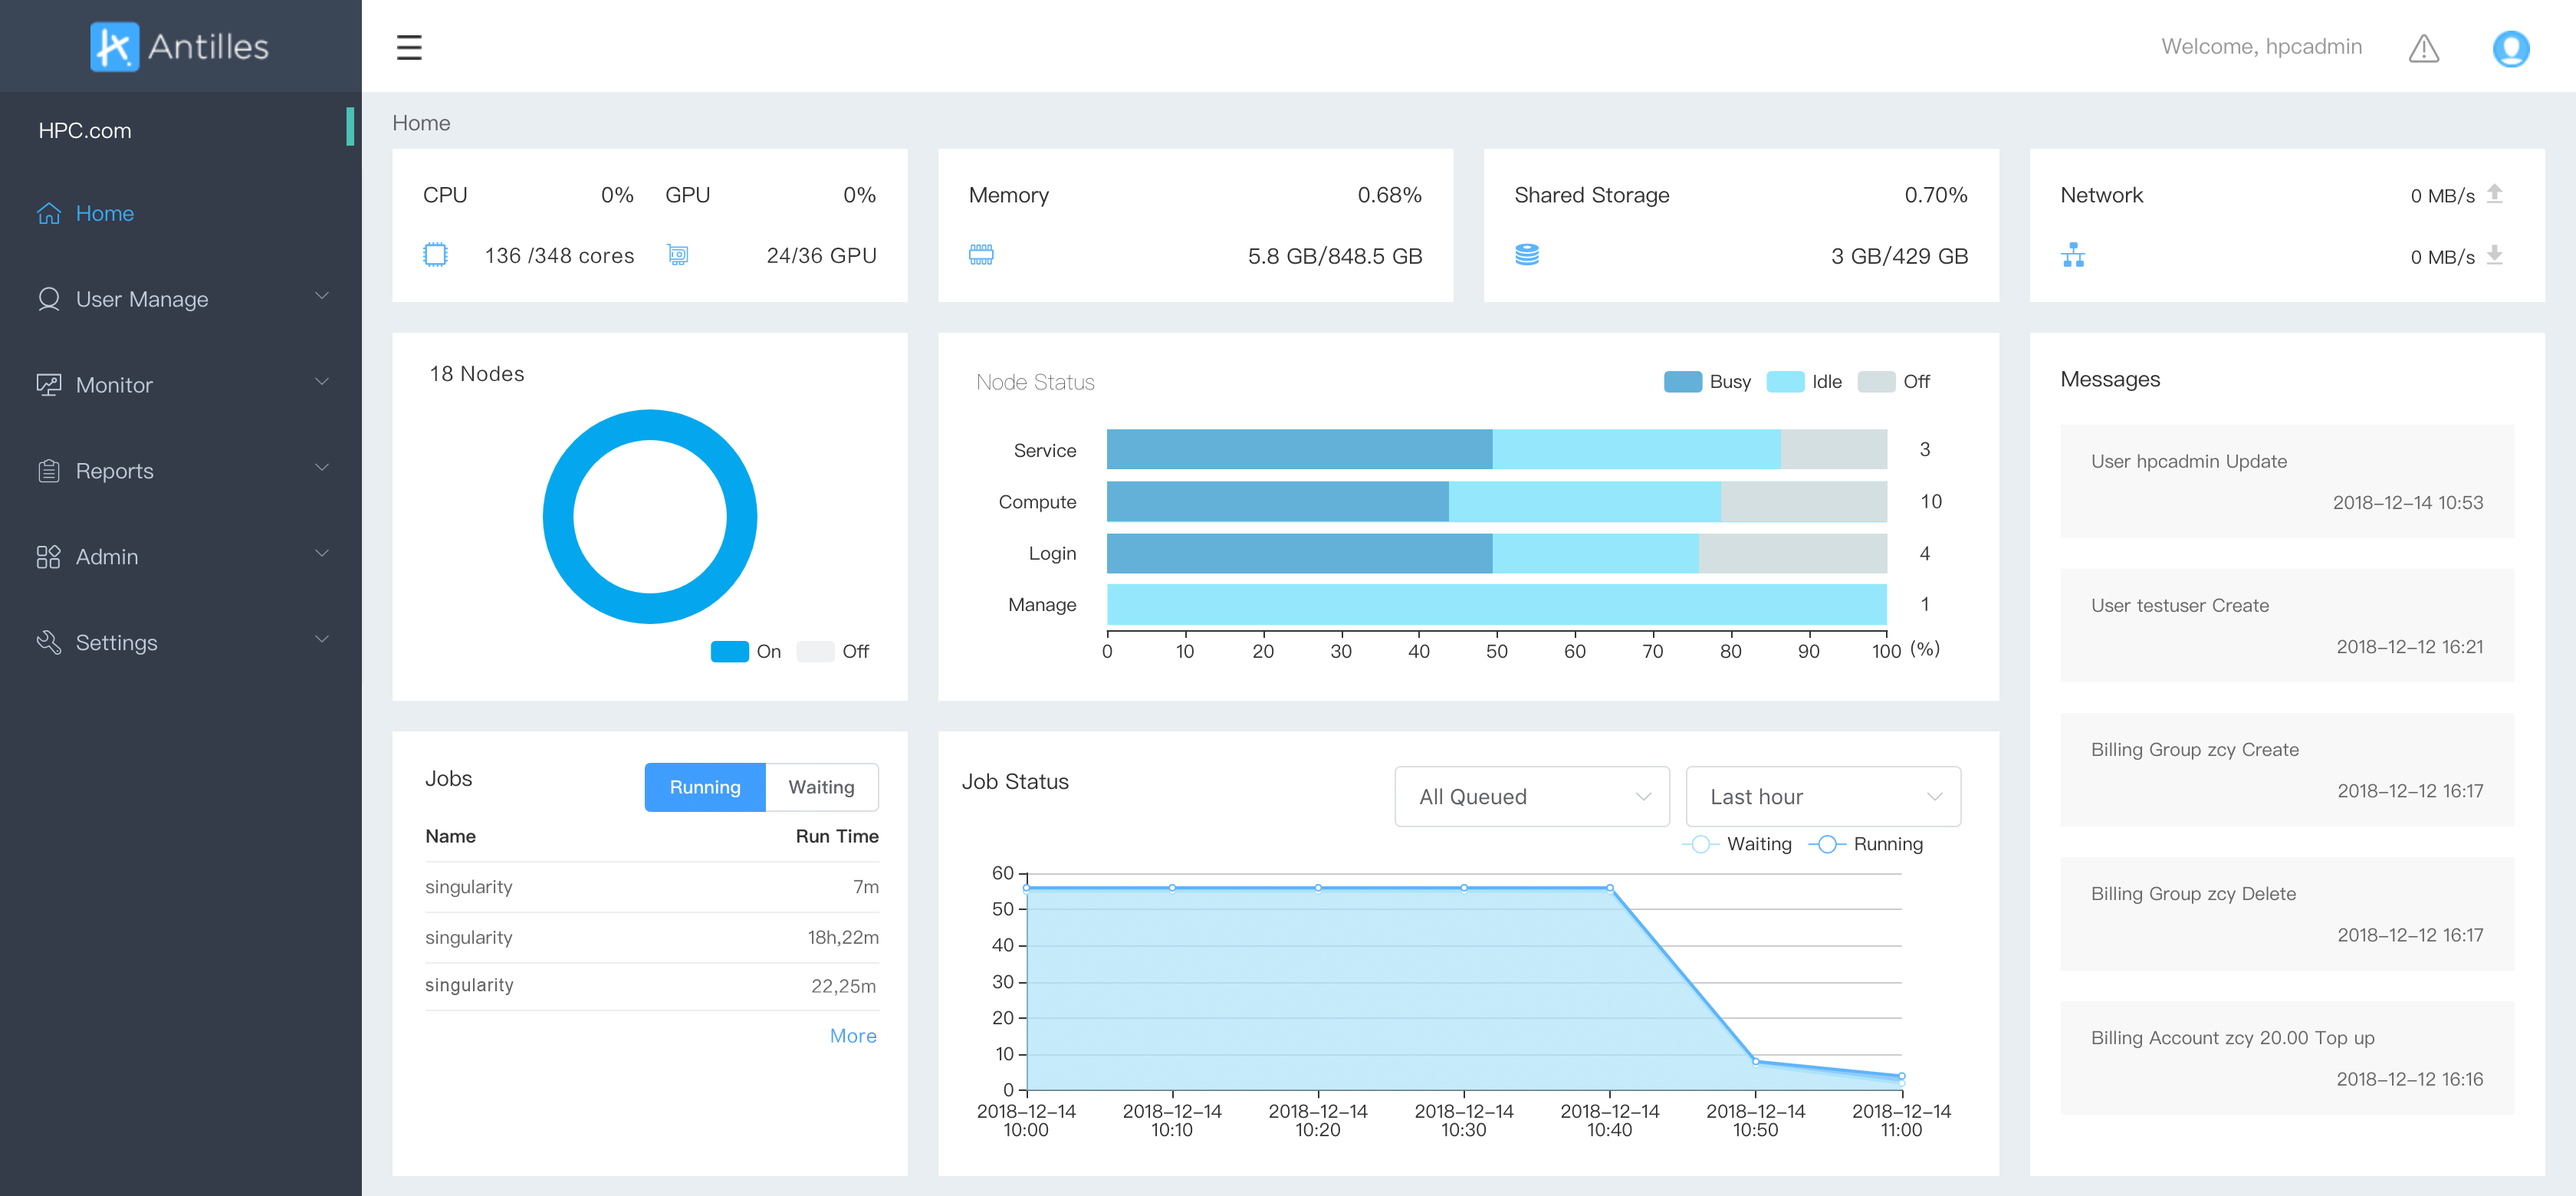 Antilles
Welcome, hpcadmin
HPC.com
Home
User Manage
Monitor
Reports
Admin
Settings
Home
CPU 0% GPU 0%
136 /348 cores 24/36 GPU
Memory 0.68%
5.8 GB/848.5 GB
Shared Storage 0.70%
3 GB/429 GB
Network 0 MB/s
0 MB/s
18 Nodes
On Off
Node Status
Busy Idle Off
Service 3
Compute 10
Login 4
Manage 1
0 10 20 30 40 50 60 70 80 90 100 (%)
Jobs
Running Waiting
Name Run Time
singularity 7m
singularity 18h,22m
singularity 22,25m
More
Job Status
All Queued Last hour
Waiting Running
60
50
40
30
20
10
0
2018-12-14 2018-12-14 2018-12-14 2018-12-14 2018-12-14 2018-12-14 2018-12-14
10:00 10:10 10:20 10:30 10:40 10:50 11:00
Messages
User hpcadmin Update
2018-12-14 10:53
User testuser Create
2018-12-12 16:21
Billing Group zcy Create
2018-12-12 16:17
Billing Group zcy Delete
2018-12-12 16:17
Billing Account zcy 20.00 Top up
2018-12-12 16:16